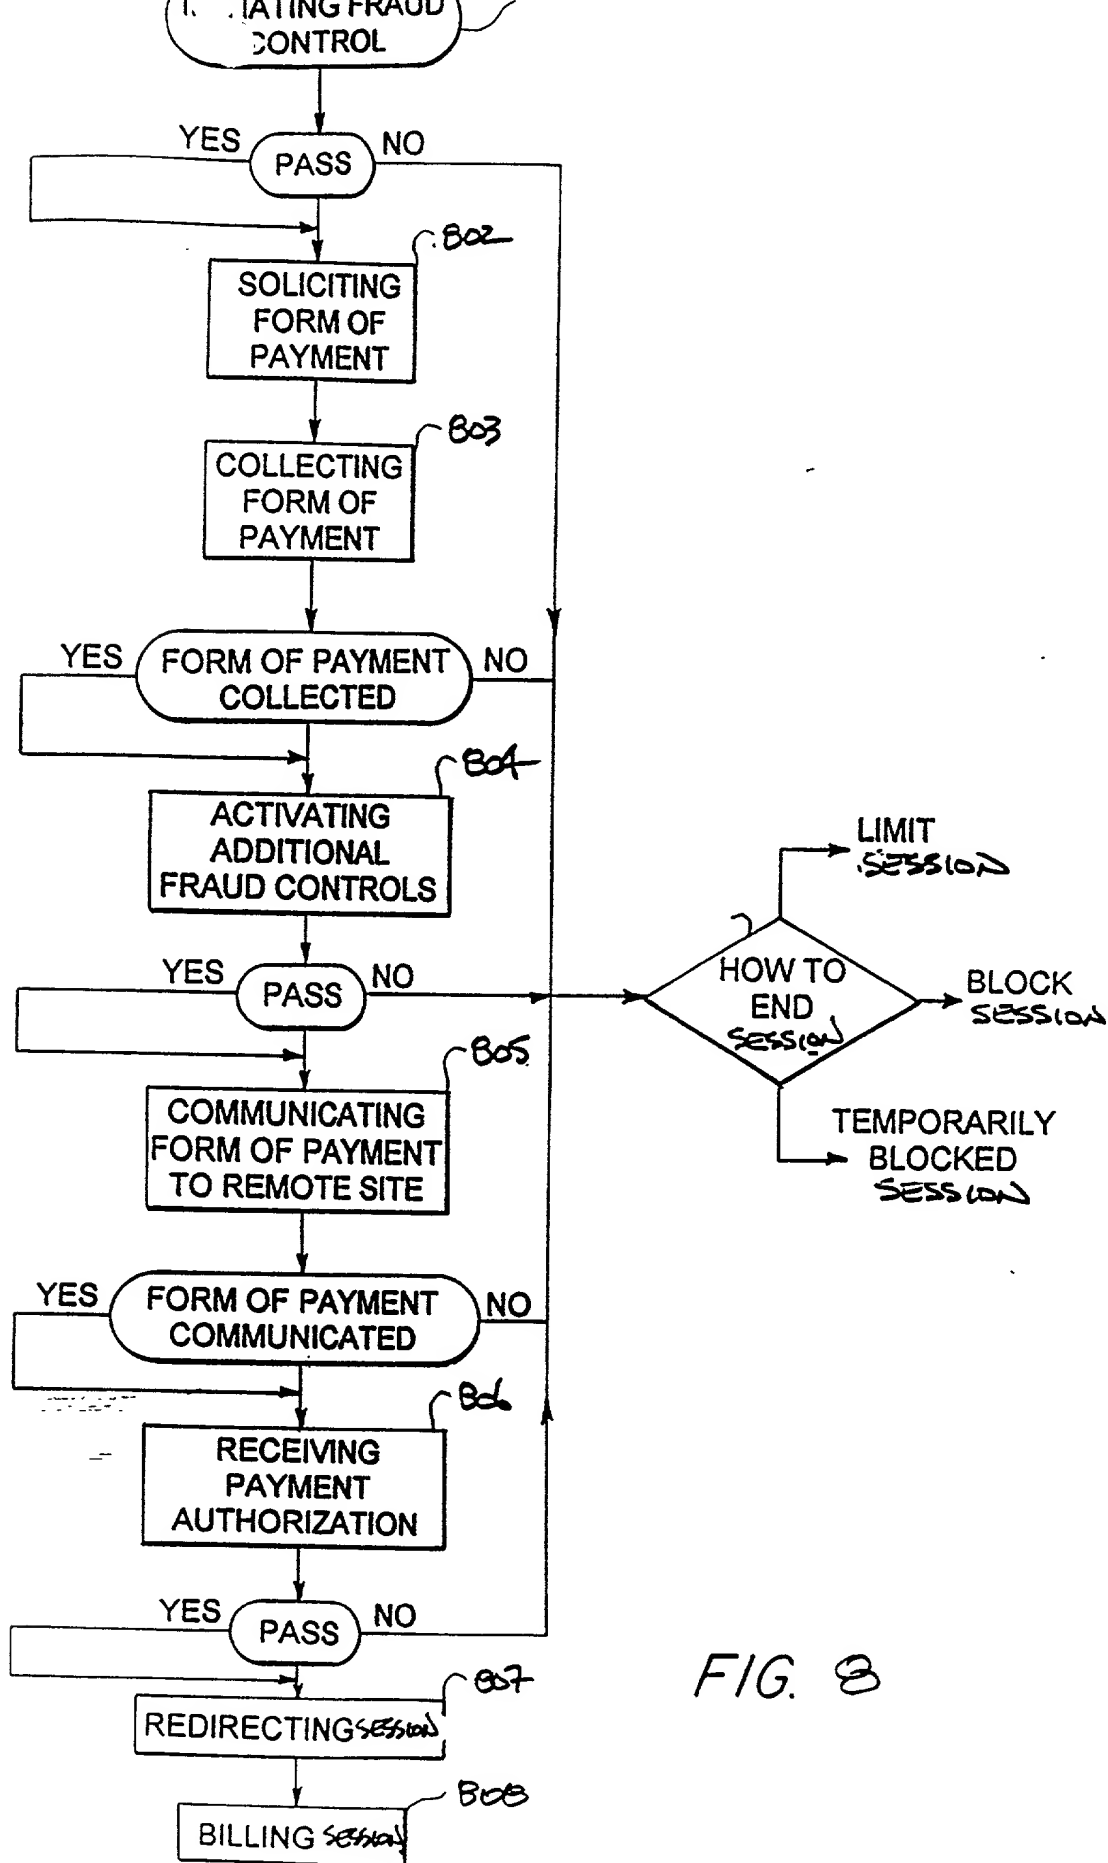 FRAUD
CONTROL
YES
PASS
NO
802
SOLICITING
FORM OF
PAYMENT
803
COLLECTING
FORM OF
PAYMENT
YES
FORM OF PAYMENT
COLLECTED
NO
804
ACTIVATING
ADDITIONAL
FRAUD CONTROLS
YES
PASS
NO
HOW TO
END
SESSION
LIMIT
SESSION
BLOCK
SESSION
TEMPORARILY
BLOCKED
SESSION
805
COMMUNICATING
FORM OF PAYMENT
TO REMOTE SITE
YES
FORM OF PAYMENT
COMMUNICATED
NO
806
RECEIVING
PAYMENT
AUTHORIZATION
YES
PASS
NO
807
REDIRECTING SESSION
808
BILLING SESSION
FIG. 8